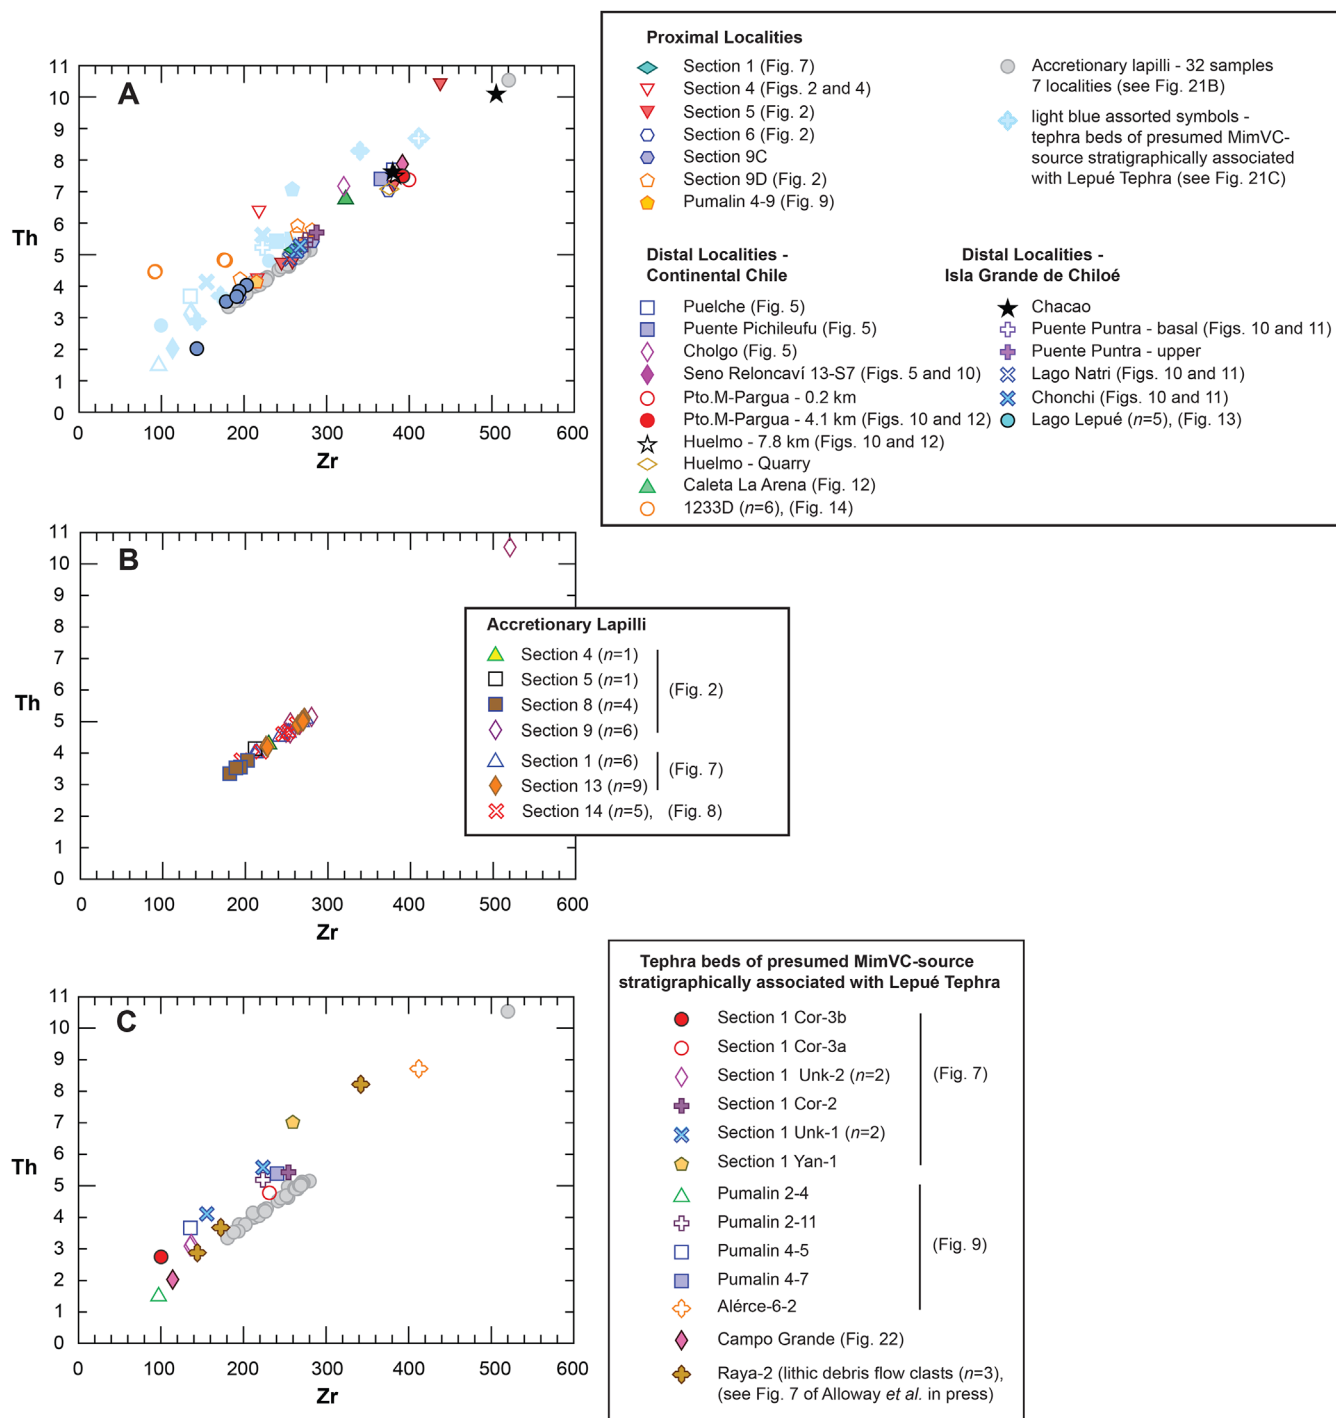 A
11
10
9
8
7
6
5
4
3
2
1
0
Th
0 100 200 300 400 500 600
Zr
Proximal Localities
Section 1 (Fig. 7)
Section 4 (Figs. 2 and 4)
Section 5 (Fig. 2)
Section 6 (Fig. 2)
Section 9C
Section 9D (Fig. 2)
Pumalin 4-9 (Fig. 9)
Accretionary lapilli - 32 samples
7 localities (see Fig. 21B)
light blue assorted symbols -
tephra beds of presumed MimVC-
source stratigraphically associated
with Lepué Tephra (see Fig. 21C)
Distal Localities -
Continental Chile
Puelche (Fig. 5)
Puente Pichileufu (Fig. 5)
Cholgo (Fig. 5)
Seno Reloncaví 13-S7 (Figs. 5 and 10)
Pto.M-Pargua - 0.2 km
Pto.M-Pargua - 4.1 km (Figs. 10 and 12)
Huelmo - 7.8 km (Figs. 10 and 12)
Huelmo - Quarry
Caleta La Arena (Fig. 12)
1233D (n=6), (Fig. 14)
Distal Localities -
Isla Grande de Chiloé
Chacao
Puente Puntra - basal (Figs. 10 and 11)
Puente Puntra - upper
Lago Natri (Figs. 10 and 11)
Chonchi (Figs. 10 and 11)
Lago Lepué (n=5), (Fig. 13)
B
11
10
9
8
7
6
5
4
3
2
1
0
Th
0 100 200 300 400 500 600
Zr
Accretionary Lapilli
Section 4 (n=1)
Section 5 (n=1)
Section 8 (n=4)
Section 9 (n=6)
(Fig. 2)
Section 1 (n=6)
Section 13 (n=9)
(Fig. 7)
Section 14 (n=5), (Fig. 8)
C
11
10
9
8
7
6
5
4
3
2
1
0
Th
0 100 200 300 400 500 600
Zr
Tephra beds of presumed MimVC-source
stratigraphically associated with Lepué Tephra
Section 1 Cor-3b
Section 1 Cor-3a
Section 1 Unk-2 (n=2)
Section 1 Cor-2
Section 1 Unk-1 (n=2)
Section 1 Yan-1
(Fig. 7)
Pumalin 2-4
Pumalin 2-11
Pumalin 4-5
Pumalin 4-7
Alérce-6-2
(Fig. 9)
Campo Grande (Fig. 22)
Raya-2 (lithic debris flow clasts (n=3),
(see Fig. 7 of Alloway et al. in press)